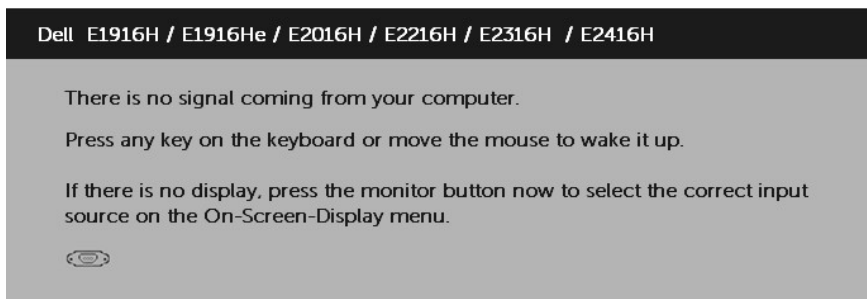 Dell E1916H / E1916He / E2016H / E2216H / E2316H / E2416H
There is no signal coming from your computer.
Press any key on the keyboard or move the mouse to wake it up.
If there is no display, press the monitor button now to select the correct input
source on the On-Screen-Display menu.